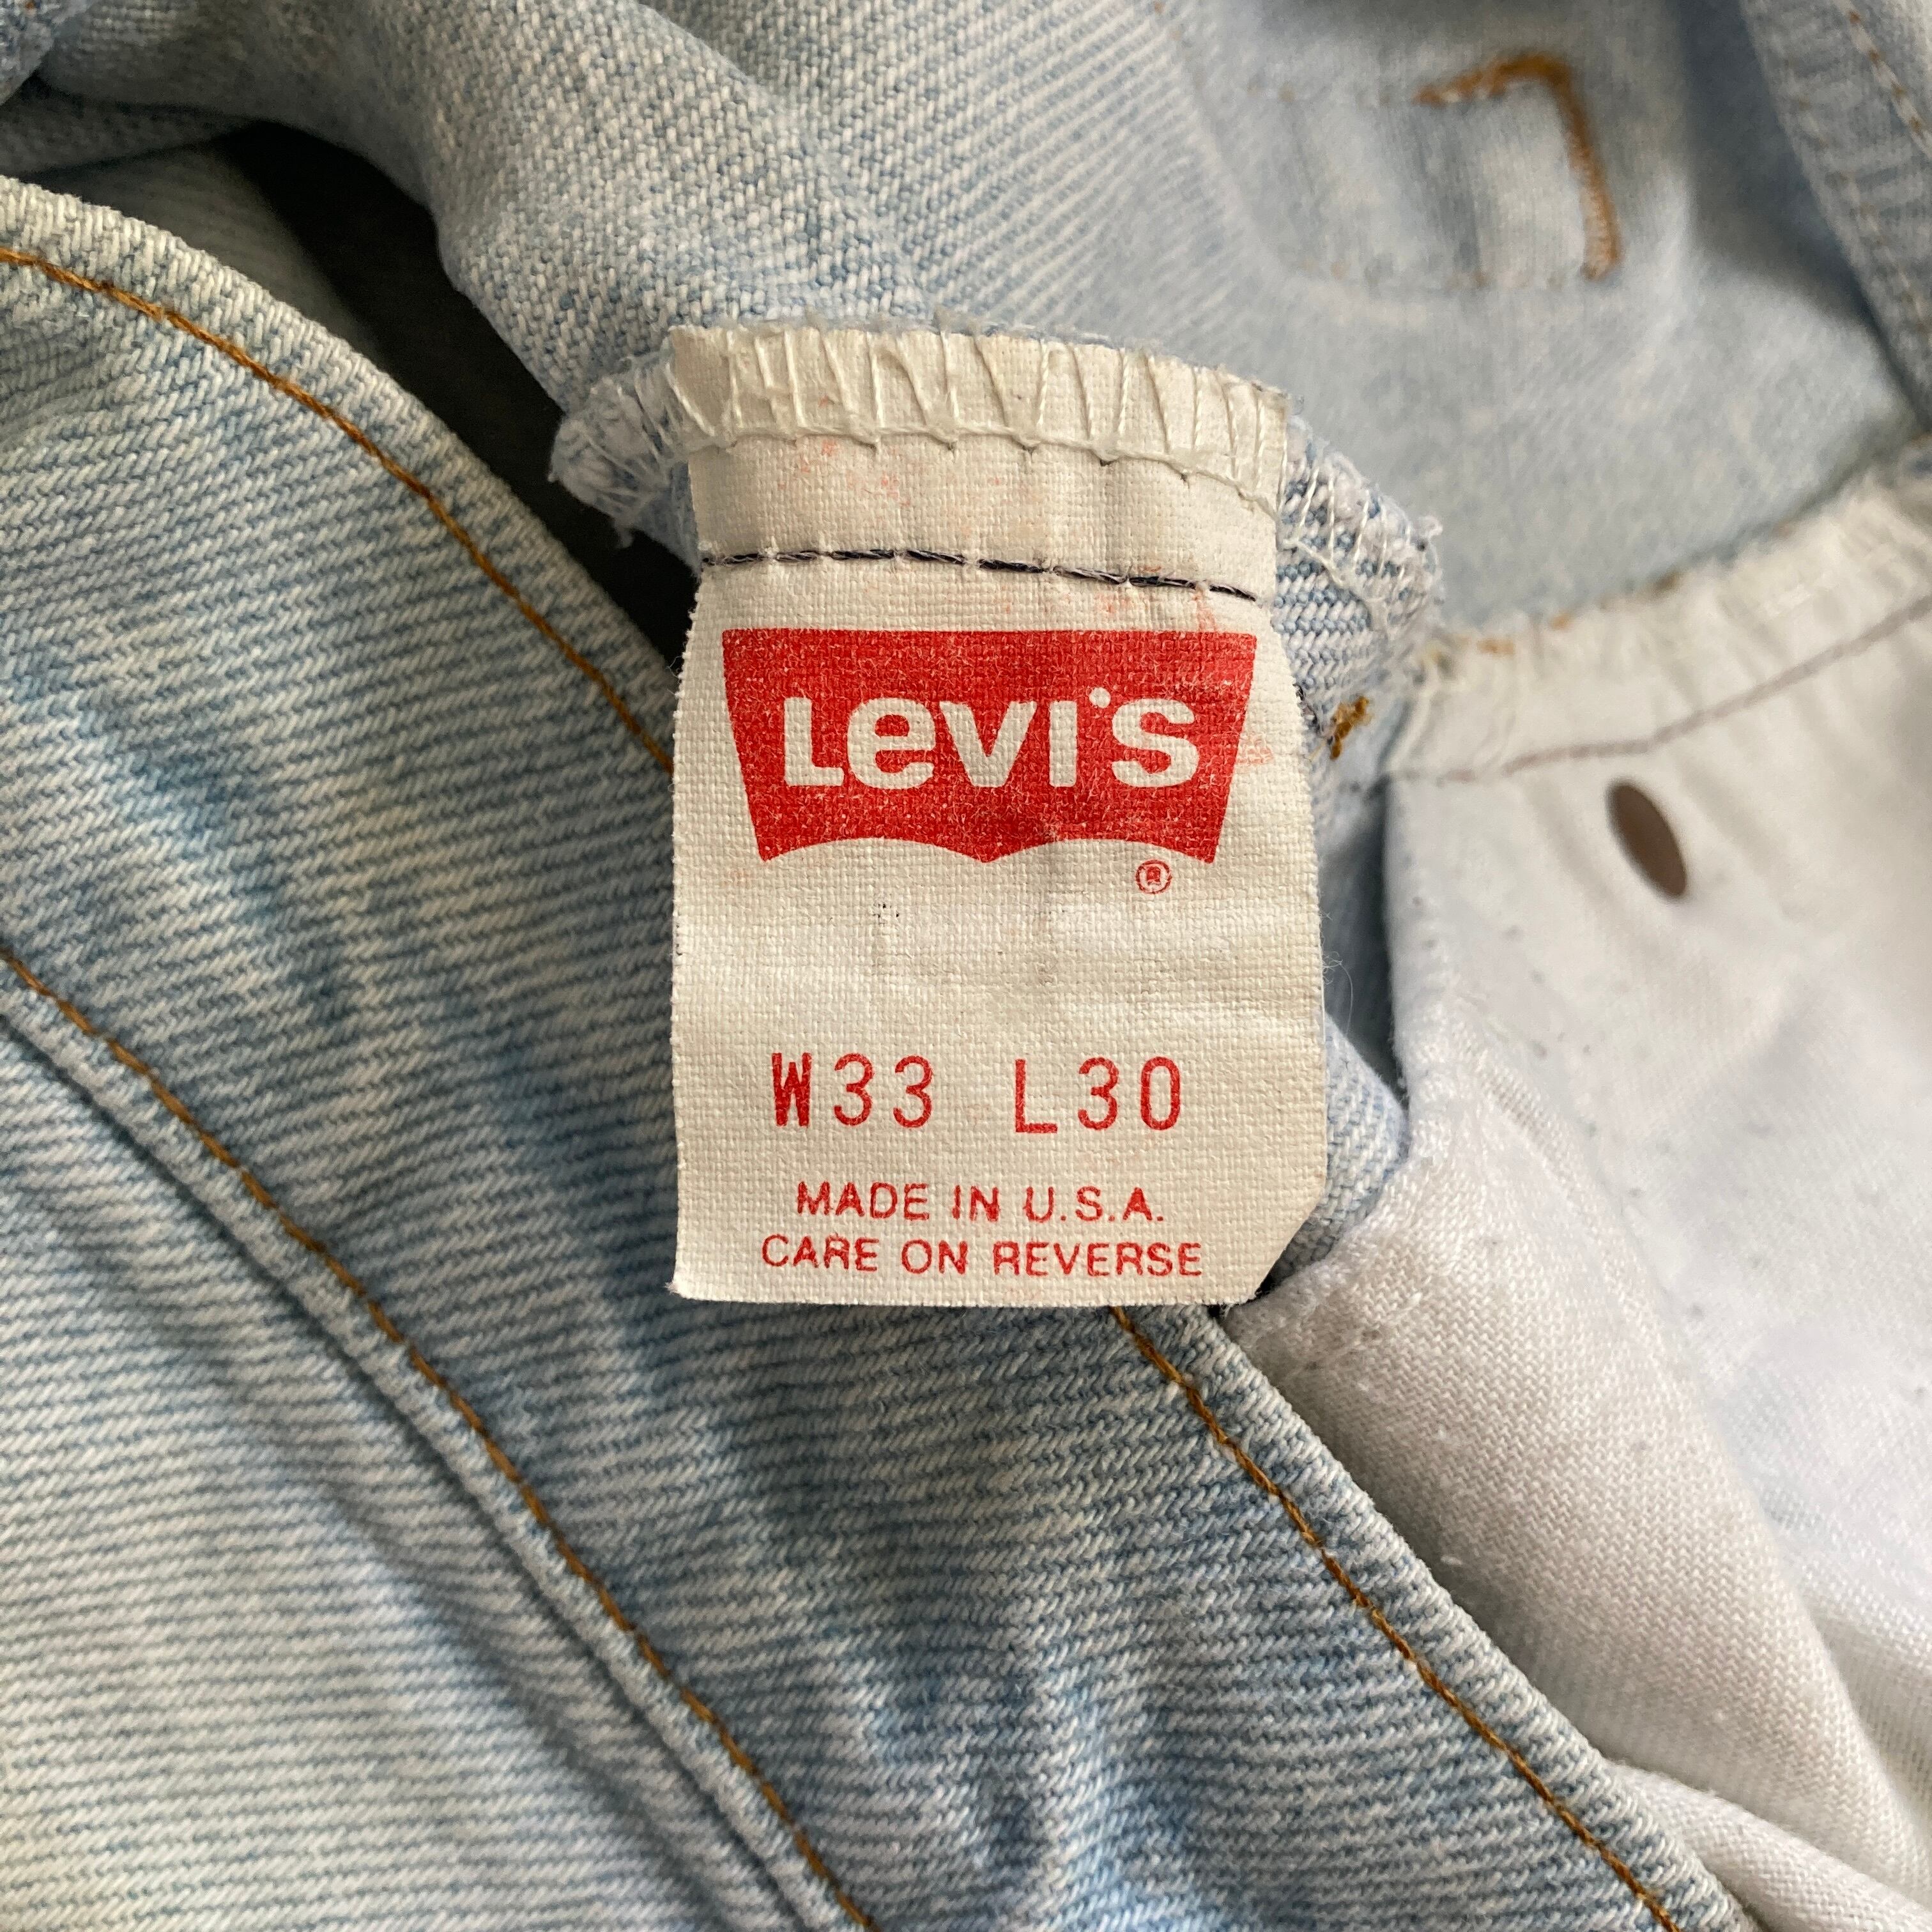 Levi's
®
W33 L30
MADE IN U.S.A.
CARE ON REVERSE